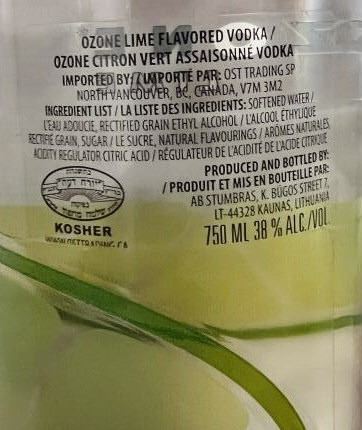 OZONE LIME FLAVORED VODKA /
OZONE CITRON VERT ASSAISONNÉ VODKA
IMPORTED BY: / IMPORTÉ PAR: OST TRADING SP
NORTH VANCOUVER, BC, CANADA, V7M 3M2
INGREDIENT LIST / LA LISTE DES INGREDIENTS: SOFTENED WATER /
L'EAU ADOUCIE, RECTIFIED GRAIN ETHYL ALCOHOL / L'ALCOOL ÉTHYLIQUE
RECTIFIÉ GRAIN, SUGAR / LE SUCRE, NATURAL FLAVOURINGS / ARÔMES NATURALES,
ACIDITY REGULATOR CITRIC ACID / RÉGULATEUR DE L'ACIDITÉ DE L'ACIDE CITRIQUE
PRODUCED AND BOTTLED BY:
/ PRODUIT ET MIS EN BOUTEILLE PAR:
AB STUMBRAS, K. BŪGOS STREET 7,
LT-44328 KAUNAS, LITHUANIA
750 ML 38 % ALC./VOL
KOSHER